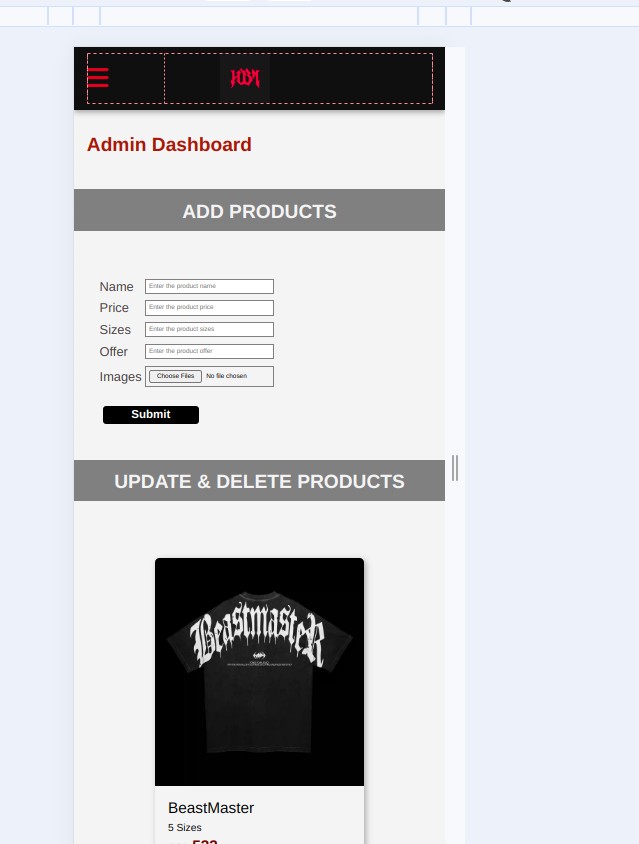 Admin Dashboard
ADD PRODUCTS
Name Enter the product name
Price Enter the product price
Sizes Enter the product sizes
Offer Enter the product offer
Images Choose Files No file chosen
Submit
UPDATE & DELETE PRODUCTS
BeastmasteR
BeastMaster
5 Sizes
522